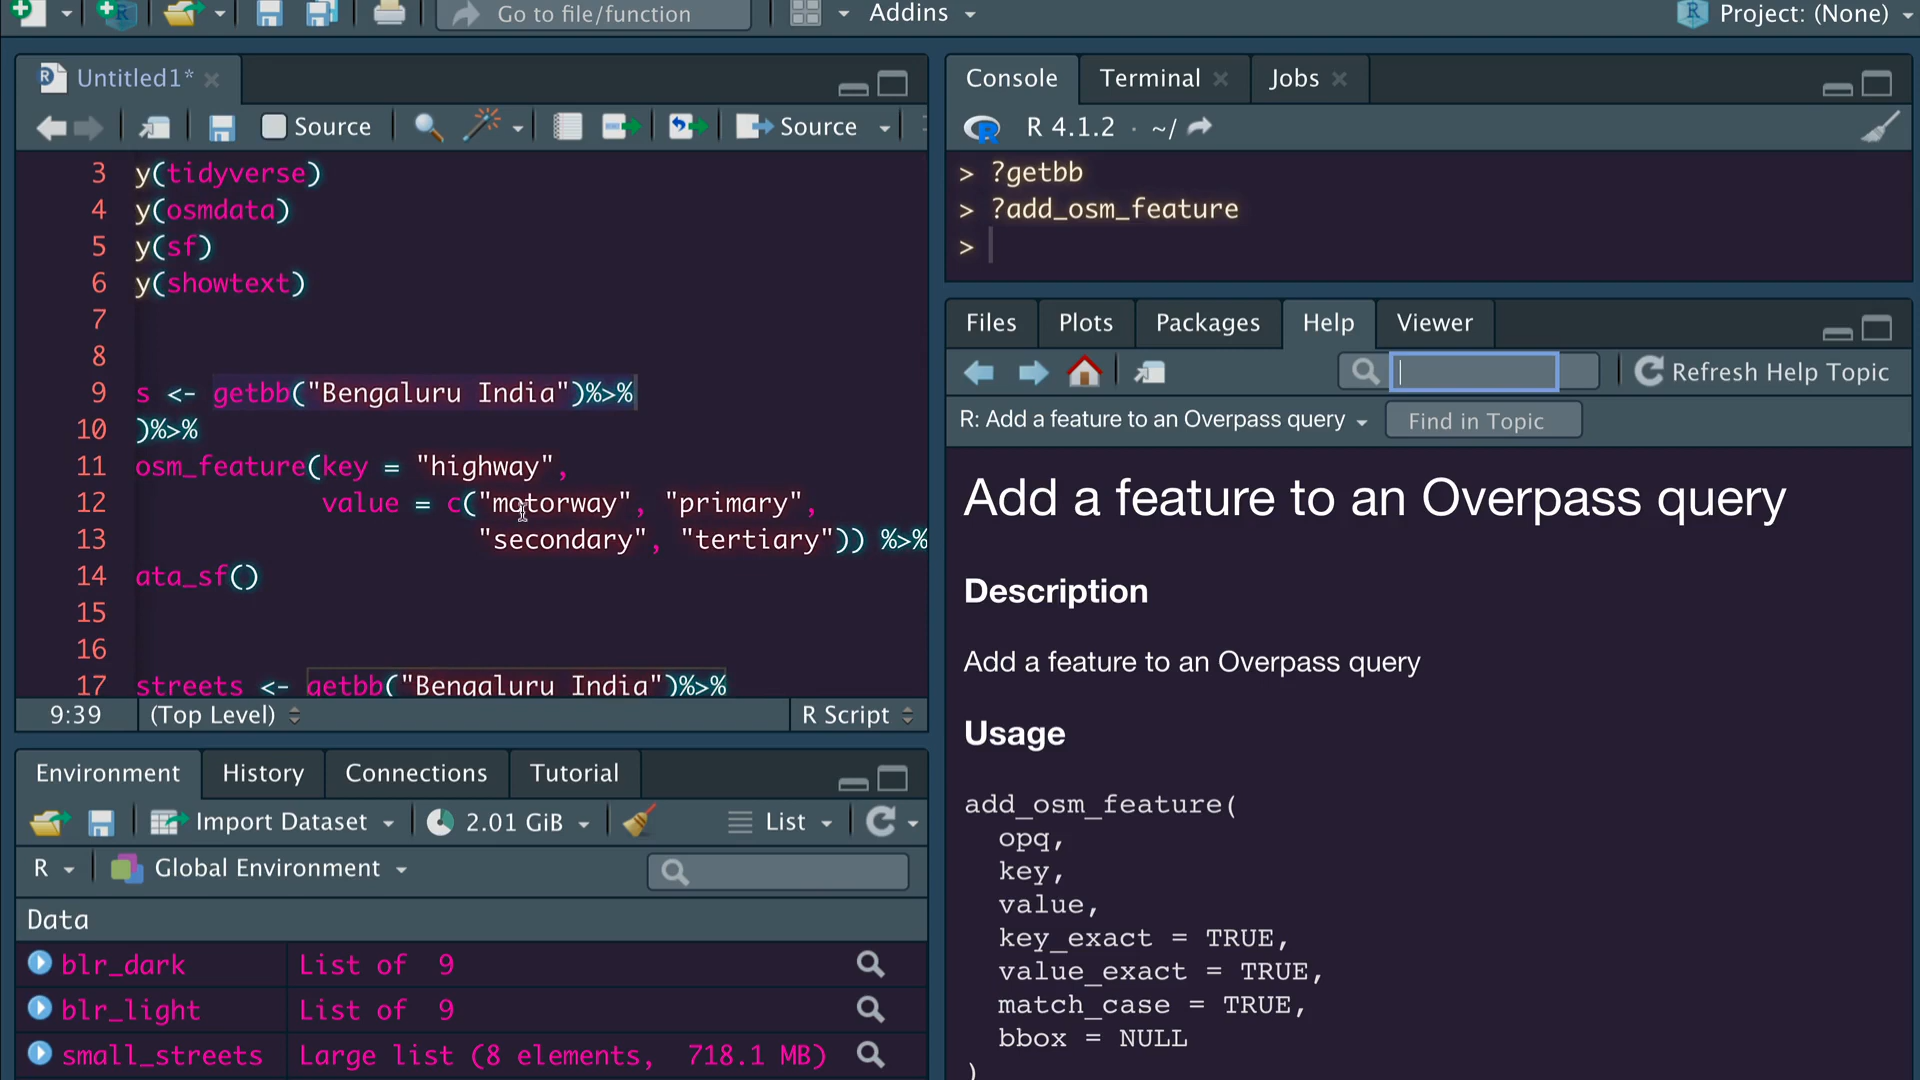 Go to file/function
Addins
Project: (None)
Untitled1*
Source
Source
3 y(tidyverse)
4 y(osmdata)
5 y(sf)
6 y(showtext)
7
8
9 s <- getbb("Bengaluru India")%>%
10 )%>%
11 osm_feature(key = "highway",
12 value = c("motorway", "primary",
13 "secondary", "tertiary")) %>%
14 ata_sf()
15
16
17 streets <- getbb("Bengaluru India")%>%
9:39 (Top Level) R Script
Environment History Connections Tutorial
Import Dataset 2.01 GiB List
R Global Environment
Data
blr_dark List of 9
blr_light List of 9
small_streets Large list (8 elements, 718.1 MB)
Console Terminal Jobs
R 4.1.2 · ~/
> ?getbb
> ?add_osm_feature
>
Files Plots Packages Help Viewer
Refresh Help Topic
R: Add a feature to an Overpass query Find in Topic
Add a feature to an Overpass query
Description
Add a feature to an Overpass query
Usage
add_osm_feature(
opq,
key,
value,
key_exact = TRUE,
value_exact = TRUE,
match_case = TRUE,
bbox = NULL
)